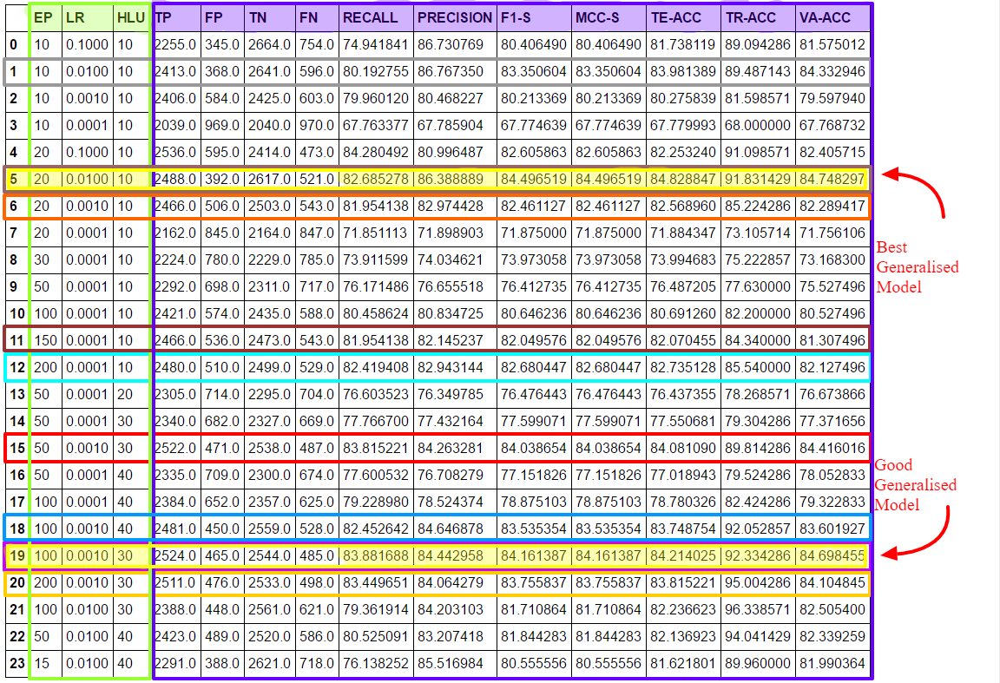 EP LR HLU TP FP TN FN RECALL PRECISION F1-S MCC-S TE-ACC TR-ACC VA-ACC
0 10 0.1000 10 2255.0 345.0 2664.0 754.0 74.941841 86.730769 80.406490 80.406490 81.738119 89.094286 81.575012
1 10 0.0100 10 2413.0 368.0 2641.0 596.0 80.192755 86.767350 83.350604 83.350604 83.981389 89.487143 84.332946
2 10 0.0010 10 2406.0 584.0 2425.0 603.0 79.960120 80.468227 80.213369 80.213369 80.275839 81.598571 79.597940
3 10 0.0001 10 2039.0 969.0 2040.0 970.0 67.763377 67.785904 67.774639 67.774639 67.779993 68.000000 67.768732
4 20 0.1000 10 2536.0 595.0 2414.0 473.0 84.280492 80.996487 82.605863 82.605863 82.253240 91.098571 82.405715
5 20 0.0100 10 2488.0 392.0 2617.0 521.0 82.685278 86.388889 84.496519 84.496519 84.828847 91.831429 84.748297
6 20 0.0010 10 2466.0 506.0 2503.0 543.0 81.954138 82.974428 82.461127 82.461127 82.568960 85.224286 82.289417
7 20 0.0001 10 2162.0 845.0 2164.0 847.0 71.851113 71.898903 71.875000 71.875000 71.884347 73.105714 71.756106
8 30 0.0001 10 2224.0 780.0 2229.0 785.0 73.911599 74.034621 73.973058 73.973058 73.994683 75.222857 73.168300
Best
Generalised
Model
9 50 0.0001 10 2292.0 698.0 2311.0 717.0 76.171486 76.655518 76.412735 76.412735 76.487205 77.630000 75.527496
10 100 0.0001 10 2421.0 574.0 2435.0 588.0 80.458624 80.834725 80.646236 80.646236 80.691260 82.200000 80.527496
11 150 0.0001 10 2466.0 536.0 2473.0 543.0 81.954138 82.145237 82.049576 82.049576 82.070455 84.340000 81.307496
12 200 0.0001 10 2480.0 510.0 2499.0 529.0 82.419408 82.943144 82.680447 82.680447 82.735128 85.540000 82.127496
13 50 0.0001 20 2305.0 714.0 2295.0 704.0 76.603523 76.349785 76.476443 76.476443 76.437355 78.268571 76.673866
14 50 0.0001 30 2340.0 682.0 2327.0 669.0 77.766700 77.432164 77.599071 77.599071 77.550681 79.304286 77.371656
15 50 0.0010 30 2522.0 471.0 2538.0 487.0 83.815221 84.263281 84.038654 84.038654 84.081090 89.814286 84.416016
16 50 0.0001 40 2335.0 709.0 2300.0 674.0 77.600532 76.708279 77.151826 77.151826 77.018943 79.524286 78.052833
17 100 0.0001 40 2384.0 652.0 2357.0 625.0 79.228980 78.524374 78.875103 78.875103 78.780326 82.424286 79.322833
Good
Generalised
Model
18 100 0.0010 40 2481.0 450.0 2559.0 528.0 82.452642 84.646878 83.535354 83.535354 83.748754 92.052857 83.601927
19 100 0.0010 30 2524.0 465.0 2544.0 485.0 83.881688 84.442958 84.161387 84.161387 84.214025 92.334286 84.698455
20 200 0.0010 30 2511.0 476.0 2533.0 498.0 83.449651 84.064279 83.755837 83.755837 83.815221 95.004286 84.104845
21 100 0.0100 30 2388.0 448.0 2561.0 621.0 79.361914 84.203103 81.710864 81.710864 82.236623 96.338571 82.505400
22 50 0.0100 40 2423.0 489.0 2520.0 586.0 80.525091 83.207418 81.844283 81.844283 82.136923 94.041429 82.339259
23 15 0.0100 40 2291.0 388.0 2621.0 718.0 76.138252 85.516984 80.555556 80.555556 81.621801 89.960000 81.990364